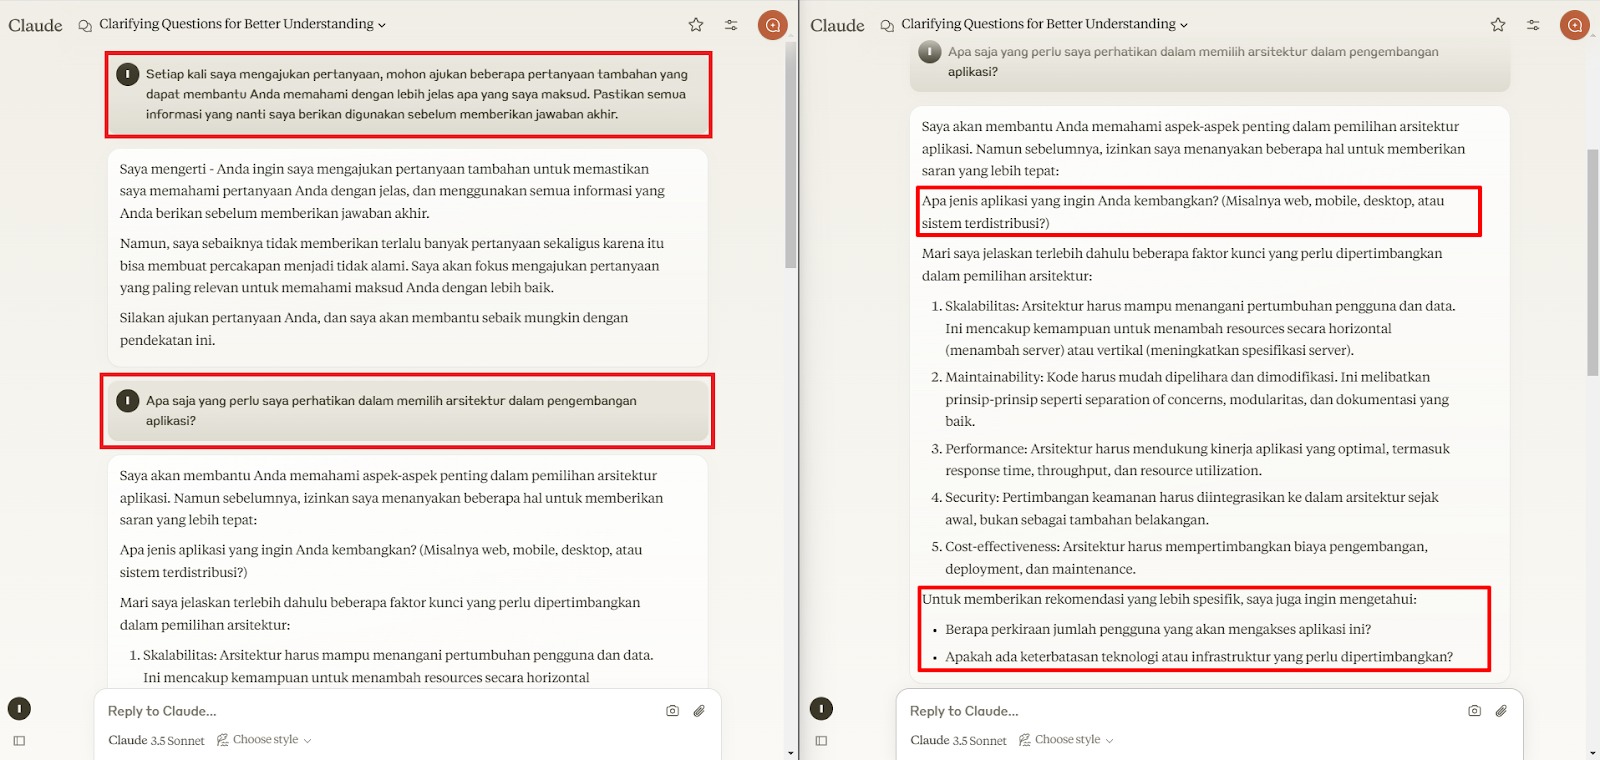 Claude
Clarifying Questions for Better Understanding
I
Setiap kali saya mengajukan pertanyaan, mohon ajukan beberapa pertanyaan tambahan yang
dapat membantu Anda memahami dengan lebih jelas apa yang saya maksud. Pastikan semua
informasi yang nanti saya berikan digunakan sebelum memberikan jawaban akhir.
Saya mengerti - Anda ingin saya mengajukan pertanyaan tambahan untuk memastikan
saya memahami pertanyaan Anda dengan jelas, dan menggunakan semua informasi yang
Anda berikan sebelum memberikan jawaban akhir.
Namun, saya sebaiknya tidak memberikan terlalu banyak pertanyaan sekaligus karena itu
bisa membuat percakapan menjadi tidak alami. Saya akan fokus mengajukan pertanyaan
yang paling relevan untuk memahami maksud Anda dengan lebih baik.
Silakan ajukan pertanyaan Anda, dan saya akan membantu sebaik mungkin dengan
pendekatan ini.
I
Apa saja yang perlu saya perhatikan dalam memilih arsitektur dalam pengembangan
aplikasi?
Saya akan membantu Anda memahami aspek-aspek penting dalam pemilihan arsitektur
aplikasi. Namun sebelumnya, izinkan saya menanyakan beberapa hal untuk memberikan
saran yang lebih tepat:
Apa jenis aplikasi yang ingin Anda kembangkan? (Misalnya web, mobile, desktop, atau
sistem terdistribusi?)
Mari saya jelaskan terlebih dahulu beberapa faktor kunci yang perlu dipertimbangkan
dalam pemilihan arsitektur:
1. Skalabilitas: Arsitektur harus mampu menangani pertumbuhan pengguna dan data.
Ini mencakup kemampuan untuk menambah resources secara horizontal
I
Reply to Claude...
Claude 3.5 Sonnet Choose style
Claude
Clarifying Questions for Better Understanding
I
Apa saja yang perlu saya perhatikan dalam memilih arsitektur dalam pengembangan
aplikasi?
Saya akan membantu Anda memahami aspek-aspek penting dalam pemilihan arsitektur
aplikasi. Namun sebelumnya, izinkan saya menanyakan beberapa hal untuk memberikan
saran yang lebih tepat:
Apa jenis aplikasi yang ingin Anda kembangkan? (Misalnya web, mobile, desktop, atau
sistem terdistribusi?)
Mari saya jelaskan terlebih dahulu beberapa faktor kunci yang perlu dipertimbangkan
dalam pemilihan arsitektur:
1. Skalabilitas: Arsitektur harus mampu menangani pertumbuhan pengguna dan data.
Ini mencakup kemampuan untuk menambah resources secara horizontal
(menambah server) atau vertikal (meningkatkan spesifikasi server).
2. Maintainability: Kode harus mudah dipelihara dan dimodifikasi. Ini melibatkan
prinsip-prinsip seperti separation of concerns, modularitas, dan dokumentasi yang
baik.
3. Performance: Arsitektur harus mendukung kinerja aplikasi yang optimal, termasuk
response time, throughput, dan resource utilization.
4. Security: Pertimbangan keamanan harus diintegrasikan ke dalam arsitektur sejak
awal, bukan sebagai tambahan belakangan.
5. Cost-effectiveness: Arsitektur harus mempertimbangkan biaya pengembangan,
deployment, dan maintenance.
Untuk memberikan rekomendasi yang lebih spesifik, saya juga ingin mengetahui:
• Berapa perkiraan jumlah pengguna yang akan mengakses aplikasi ini?
• Apakah ada keterbatasan teknologi atau infrastruktur yang perlu dipertimbangkan?
I
Reply to Claude...
Claude 3.5 Sonnet Choose style